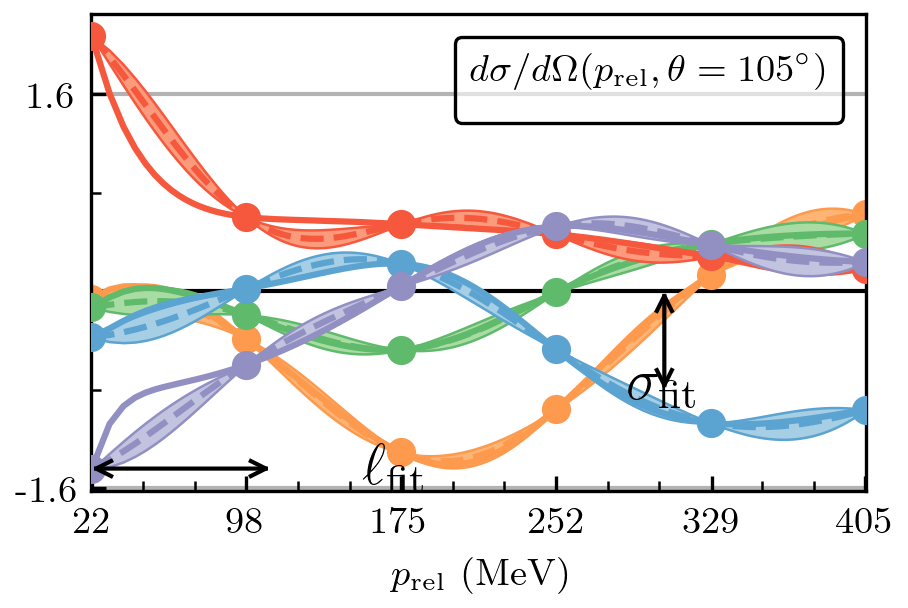 dσ/dΩ(p_rel, θ = 105°)
1.6
σ_fit
ℓ_fit
-1.6
22 98 175 252 329 405
p_rel (MeV)